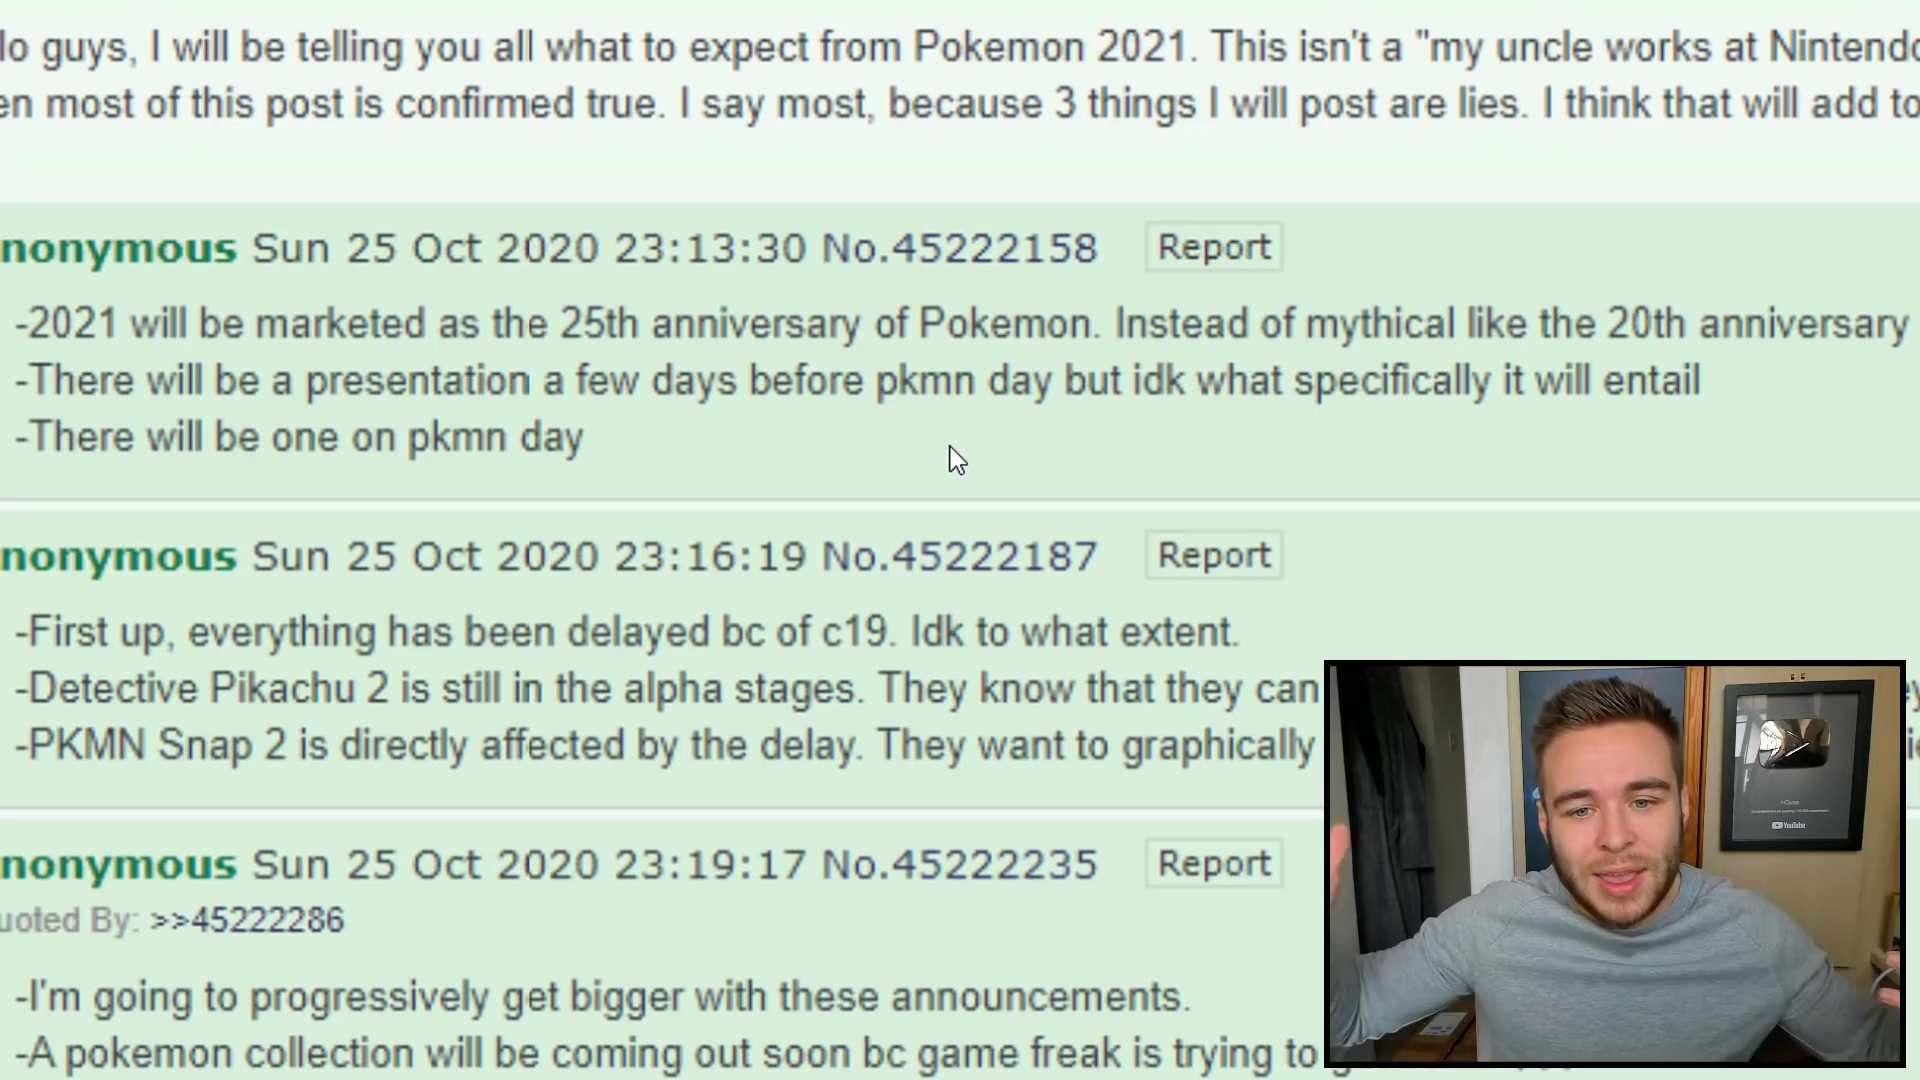 lo guys, I will be telling you all what to expect from Pokemon 2021. This isn't a "my uncle works at Nintendo
en most of this post is confirmed true. I say most, because 3 things I will post are lies. I think that will add to
nonymous Sun 25 Oct 2020 23:13:30 No.45222158 Report
-2021 will be marketed as the 25th anniversary of Pokemon. Instead of mythical like the 20th anniversary
-There will be a presentation a few days before pkmn day but idk what specifically it will entail
-There will be one on pkmn day
nonymous Sun 25 Oct 2020 23:16:19 No.45222187 Report
-First up, everything has been delayed bc of c19. Idk to what extent.
-Detective Pikachu 2 is still in the alpha stages. They know that they can
-PKMN Snap 2 is directly affected by the delay. They want to graphically
nonymous Sun 25 Oct 2020 23:19:17 No.45222235 Report
uoted By: >>45222286
-I'm going to progressively get bigger with these announcements.
-A pokemon collection will be coming out soon bc game freak is trying to
YouTube